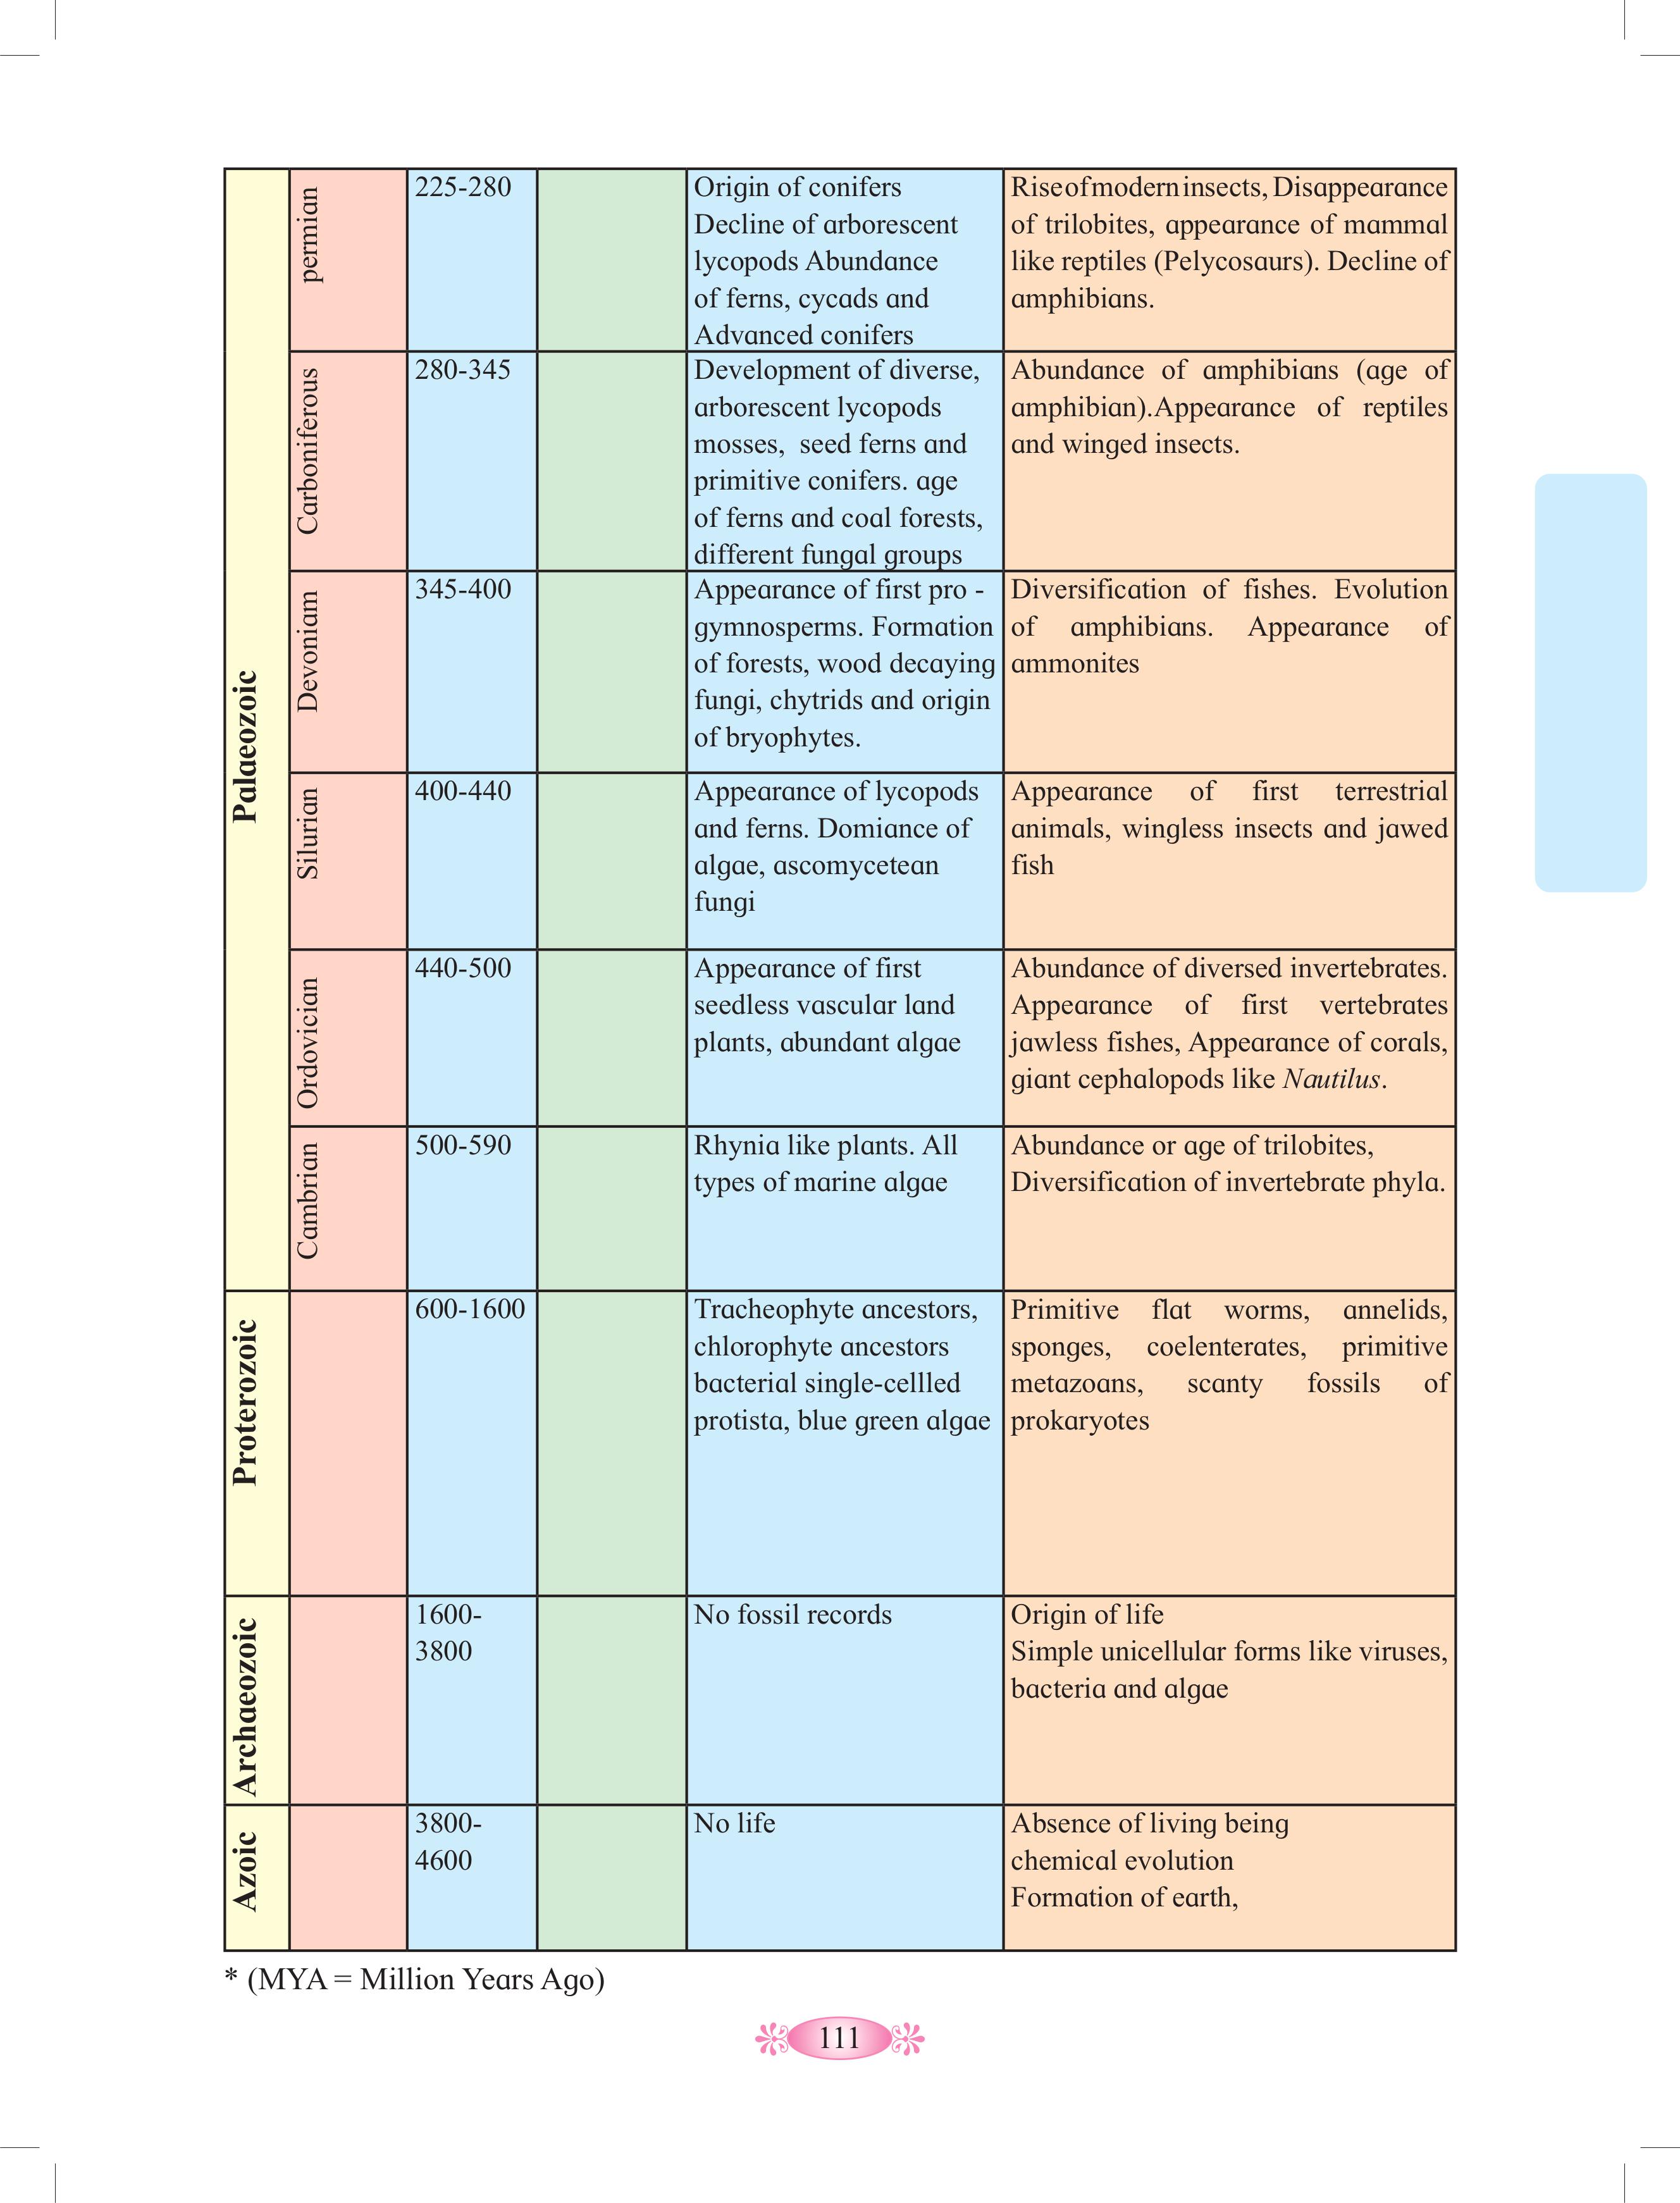 Palaeozoic
permian
225-280
Origin of conifers
Decline of arborescent
lycopods Abundance
of ferns, cycads and
Advanced conifers
Rise of modern insects, Disappearance
of trilobites, appearance of mammal
like reptiles (Pelycosaurs). Decline of
amphibians.
Carboniferous
280-345
Development of diverse,
arborescent lycopods
mosses, seed ferns and
primitive conifers. age
of ferns and coal forests,
different fungal groups
Abundance of amphibians (age of
amphibian).Appearance of reptiles
and winged insects.
Devoniam
345-400
Appearance of first pro -
gymnosperms. Formation
of forests, wood decaying
fungi, chytrids and origin
of bryophytes.
Diversification of fishes. Evolution
of amphibians. Appearance of
ammonites
Silurian
400-440
Appearance of lycopods
and ferns. Domiance of
algae, ascomycetean
fungi
Appearance of first terrestrial
animals, wingless insects and jawed
fish
Ordovician
440-500
Appearance of first
seedless vascular land
plants, abundant algae
Abundance of diversed invertebrates.
Appearance of first vertebrates
jawless fishes, Appearance of corals,
giant cephalopods like Nautilus.
Cambrian
500-590
Rhynia like plants. All
types of marine algae
Abundance or age of trilobites,
Diversification of invertebrate phyla.
Proterozoic
600-1600
Tracheophyte ancestors,
chlorophyte ancestors
bacterial single-cellled
protista, blue green algae
Primitive flat worms, annelids,
sponges, coelenterates, primitive
metazoans, scanty fossils of
prokaryotes
Archaeozoic
1600-
3800
No fossil records
Origin of life
Simple unicellular forms like viruses,
bacteria and algae
Azoic
3800-
4600
No life
Absence of living being
chemical evolution
Formation of earth,
* (MYA = Million Years Ago)
111